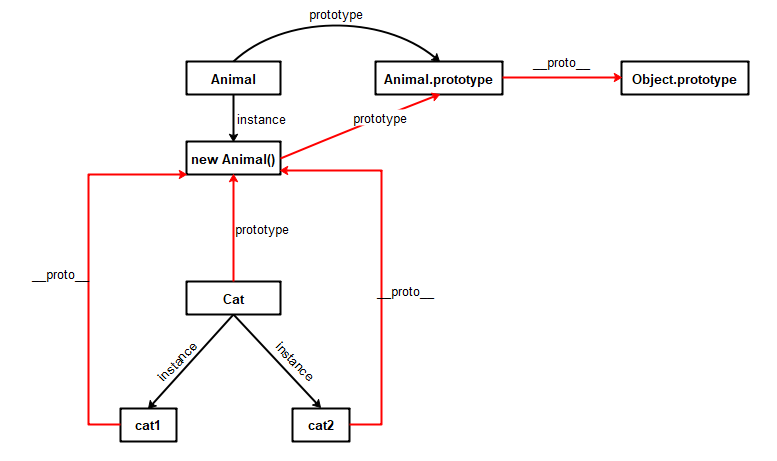 prototype
Animal
Animal.prototype
__proto__
Object.prototype
instance
prototype
new Animal()
prototype
__proto__
__proto__
Cat
instance
instance
cat1
cat2